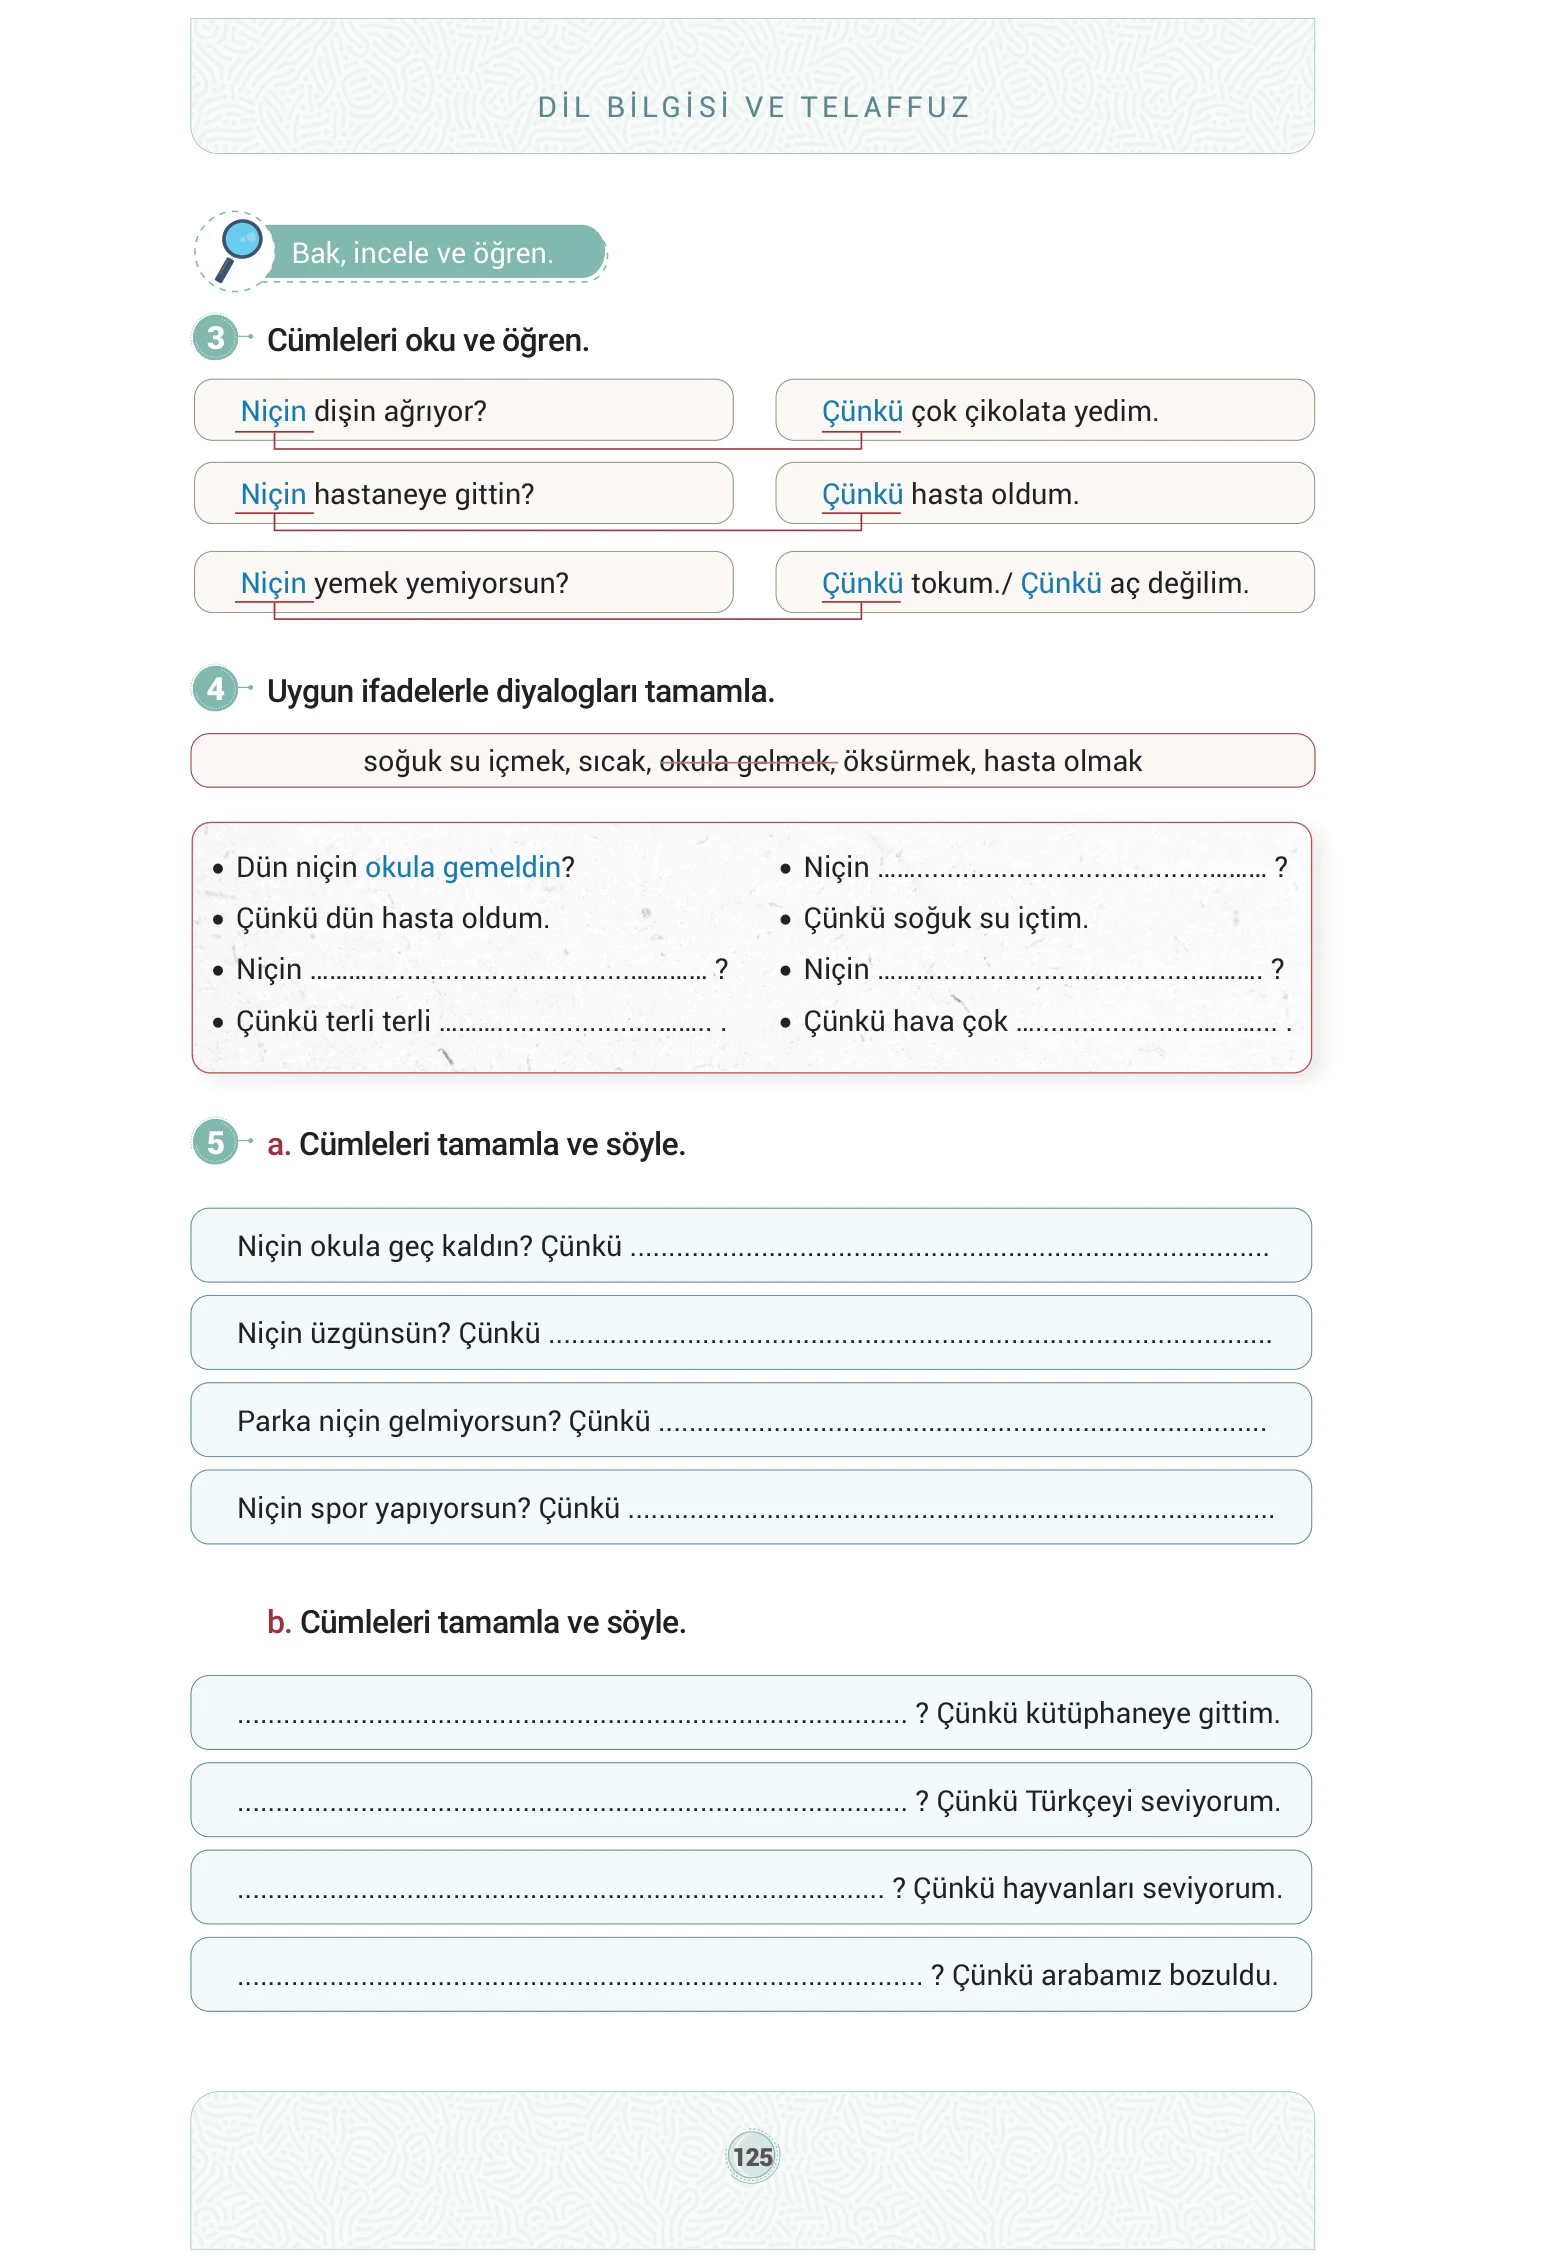 DİL BİLGİSİ VE TELAFFUZ
Bak, incele ve öğren.
3 Cümleleri oku ve öğren.
Niçin dişin ağrıyor? Çünkü çok çikolata yedim.
Niçin hastaneye gittin? Çünkü hasta oldum.
Niçin yemek yemiyorsun? Çünkü tokum./ Çünkü aç değilim.
4 Uygun ifadelerle diyalogları tamamla.
soğuk su içmek, sıcak, okula gelmek, öksürmek, hasta olmak
• Dün niçin okula gemeldin?
• Çünkü dün hasta oldum.
• Niçin .................................................... ?
• Çünkü terli terli .................................... .
• Niçin ................................................... ?
• Çünkü soğuk su içtim.
• Niçin ................................................... ?
• Çünkü hava çok .................................. .
5 a. Cümleleri tamamla ve söyle.
Niçin okula geç kaldın? Çünkü ....................................................................................
Niçin üzgünsün? Çünkü ...............................................................................................
Parka niçin gelmiyorsun? Çünkü ................................................................................
Niçin spor yapıyorsun? Çünkü .....................................................................................
b. Cümleleri tamamla ve söyle.
........................................................................................ ? Çünkü kütüphaneye gittim.
........................................................................................ ? Çünkü Türkçeyi seviyorum.
..................................................................................... ? Çünkü hayvanları seviyorum.
.......................................................................................... ? Çünkü arabamız bozuldu.
125